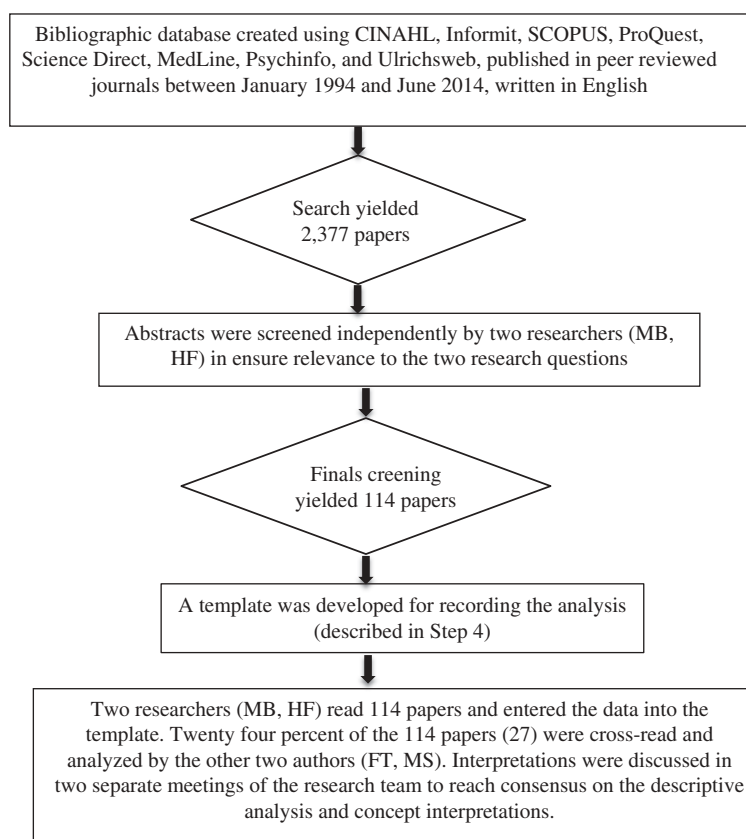 Bibliographic database created using CINAHL, Informit, SCOPUS, ProQuest,
Science Direct, MedLine, Psychinfo, and Ulrichsweb, published in peer reviewed
journals between January 1994 and June 2014, written in English
Search yielded
2,377 papers
Abstracts were screened independently by two researchers (MB,
HF) in ensure relevance to the two research questions
Finals creening
yielded 114 papers
A template was developed for recording the analysis
(described in Step 4)
Two researchers (MB, HF) read 114 papers and entered the data into the
template. Twenty four percent of the 114 papers (27) were cross-read and
analyzed by the other two authors (FT, MS). Interpretations were discussed in
two separate meetings of the research team to reach consensus on the descriptive
analysis and concept interpretations.